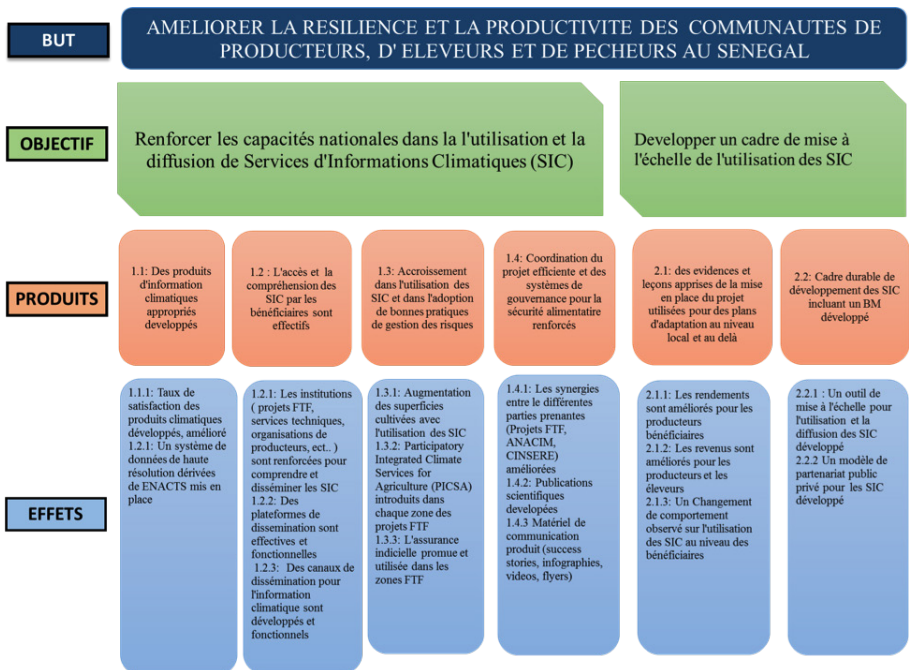 BUT
AMELIORER LA RESILIENCE ET LA PRODUCTIVITE DES COMMUNAUTES DE
PRODUCTEURS, D' ELEVEURS ET DE PECHEURS AU SENEGAL
OBJECTIF
Renforcer les capacités nationales dans la l'utilisation et la
diffusion de Services d'Informations Climatiques (SIC)
Developper un cadre de mise à
l'échelle de l'utilisation des SIC
PRODUITS
1.1: Des produits
d'information
climatiques
appropriés
developpés
1.2 : L'accès et la
compréhension des
SIC par les
bénéficiaires sont
effectifs
1.3: Accroissement
dans l'utilisation des
SIC et dans l'adoption
de bonnes pratiques
de gestion des risques
1.4: Coordination du
projet efficiente et des
systèmes de
gouvernance pour la
sécurité alimentatire
renforcés
2.1: des evidences et
leçons apprises de la mise
en place du projet
utilisées pour des plans
d'adaptation au niveau
local et au delà
2.2: Cadre durable de
développement des SIC
incluant un BM
développé
EFFETS
1.1.1: Taux de
satisfaction des
produits climatiques
développés, amélioré
1.2.1: Un système de
données de haute
résolution dérivées
de ENACTS mis en
place
1.2.1: Les institutions
( projets FTF,
services techniques,
organisations de
producteurs, ect.. )
sont renforcées pour
comprendre et
disséminer les SIC
1.2.2: Des
plateformes de
dissemination sont
effectives et
fonctionnelles
1.2.3: Des canaux de
dissémination pour
l'information
climatique sont
développés et
fonctionnels
1.3.1: Augmentation
des superficies
cultivées avec
l'utilisation des SIC
1.3.2: Participatory
Integrated Climate
Services for
Agriculture (PICSA)
introduits dans
chaque zone des
projets FTF
1.3.3: L'assurance
indicielle promue et
utilisée dans les
zones FTF
1.4.1: Les synergies
entre le différentes
parties prenantes
(Projets FTF,
ANACIM,
CINSERE)
améliorées
1.4.2: Publications
scientifiques
developées
1.4.3 Matériel de
communication
produit (success
stories, infographies,
videos, flyers)
2.1.1: Les rendements
sont améliorés pour les
producteurs
bénéficiaires
2.1.2: Les revenus sont
améliorés pour les
producteurs et les
éleveurs
2.1.3: Un Changement de
comportement
observé sur l'utilisation
des SIC au niveau des
bénéficiaires
2.2.1 : Un outil de
mise à l'échelle pour
l'utilisation et la
diffusion des SIC
développé
2.2.2 Un modèle de
partenariat public
privé pour les SIC
développé